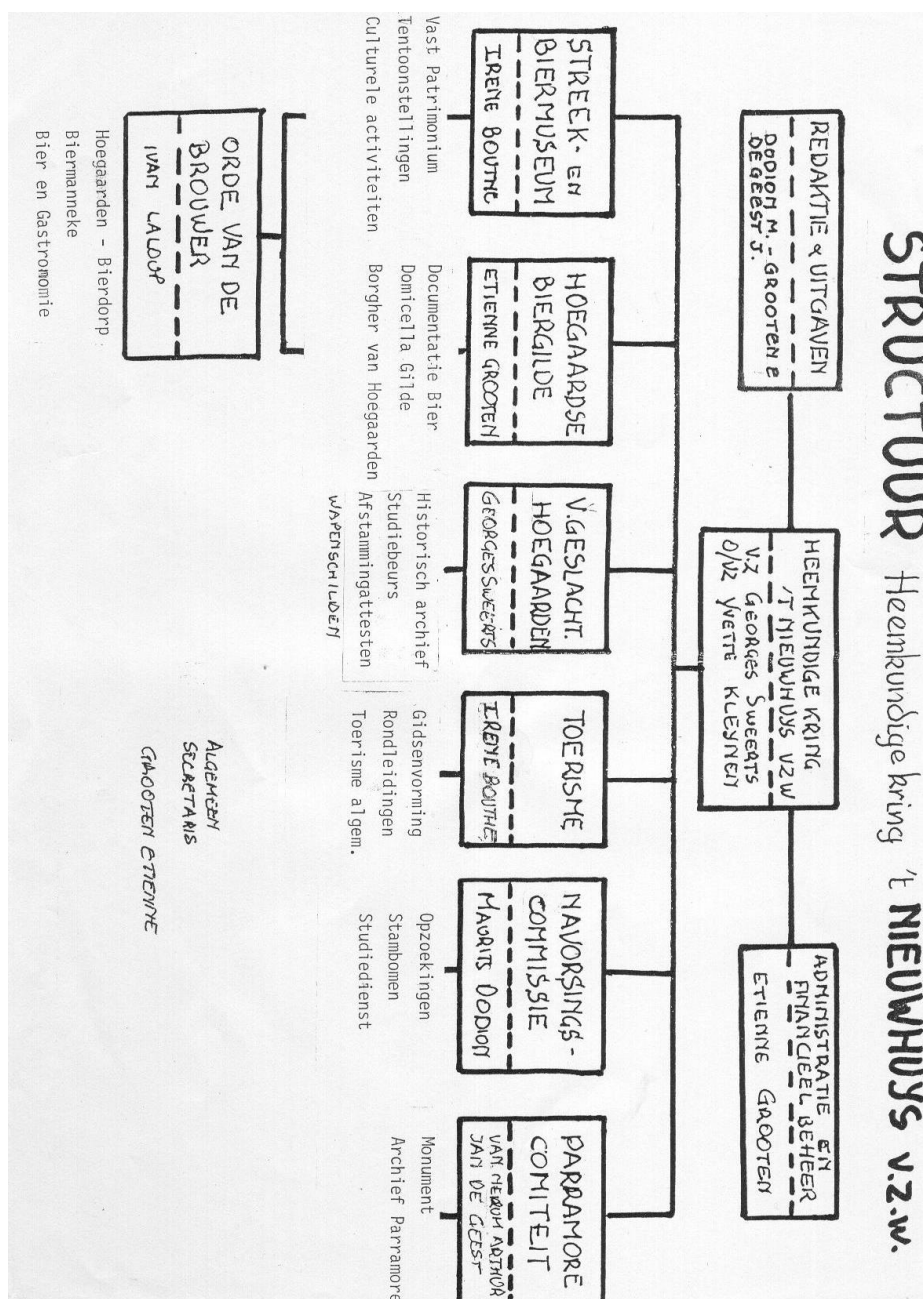 STRUCTUUR Heemkundige kring 't NIEUWHUYS v.z.w.
REDAKTIE & UITGAVEN
DODION M. - GROOTEN E
DE GEEST J.
HEEMKUNDIGE KRING
'T NIEUWHUYS VZW
V.Z GEORGES SWEERTS
O/VZ YVETTE KLEYNEN
ADMINISTRATIE EN
FINANCIEEL BEHEER
ETIENNE GROOTEN
STREEK- EN
BIERMUSEUM
IRENE BOUTHE
Vast Patrimonium
Tentoonstellingen
Culturele activiteiten
HOEGAARDSE
BIERGILDE
ETIENNE GROOTEN
Documentatie Bier
Domicella Gilde
Borgher van Hoegaarden
V.GESLACHT.
HOEGAARDEN
GEORGES SWEERTS
Historisch archief
Studiebeurs
Afstammingattesten
WAPENSCHILDEN
TOERISME
IRENE BOUTHE
Gidsenvorming
Rondleidingen
Toerisme algem.
NAVORSINGS-
COMMISSIE
MAURITS DODION
Opzoekingen
Stambomen
Studiedienst
PARRAMORE
COMITEIT
VAN MEDUM ARTHUR
JAN DE GEEST
Monument
Archief Parramore
ORDE VAN DE
BROUWER
IVAN LALOOP
Hoegaarden - Bierdorp
Biermanneke
Bier en Gastromomie
ALGEMEEN
SECRETARIS
GROOTEN ETIENNE